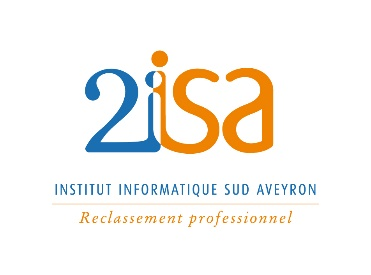 2isa
INSTITUT INFORMATIQUE SUD AVEYRON
Reclassement professionnel